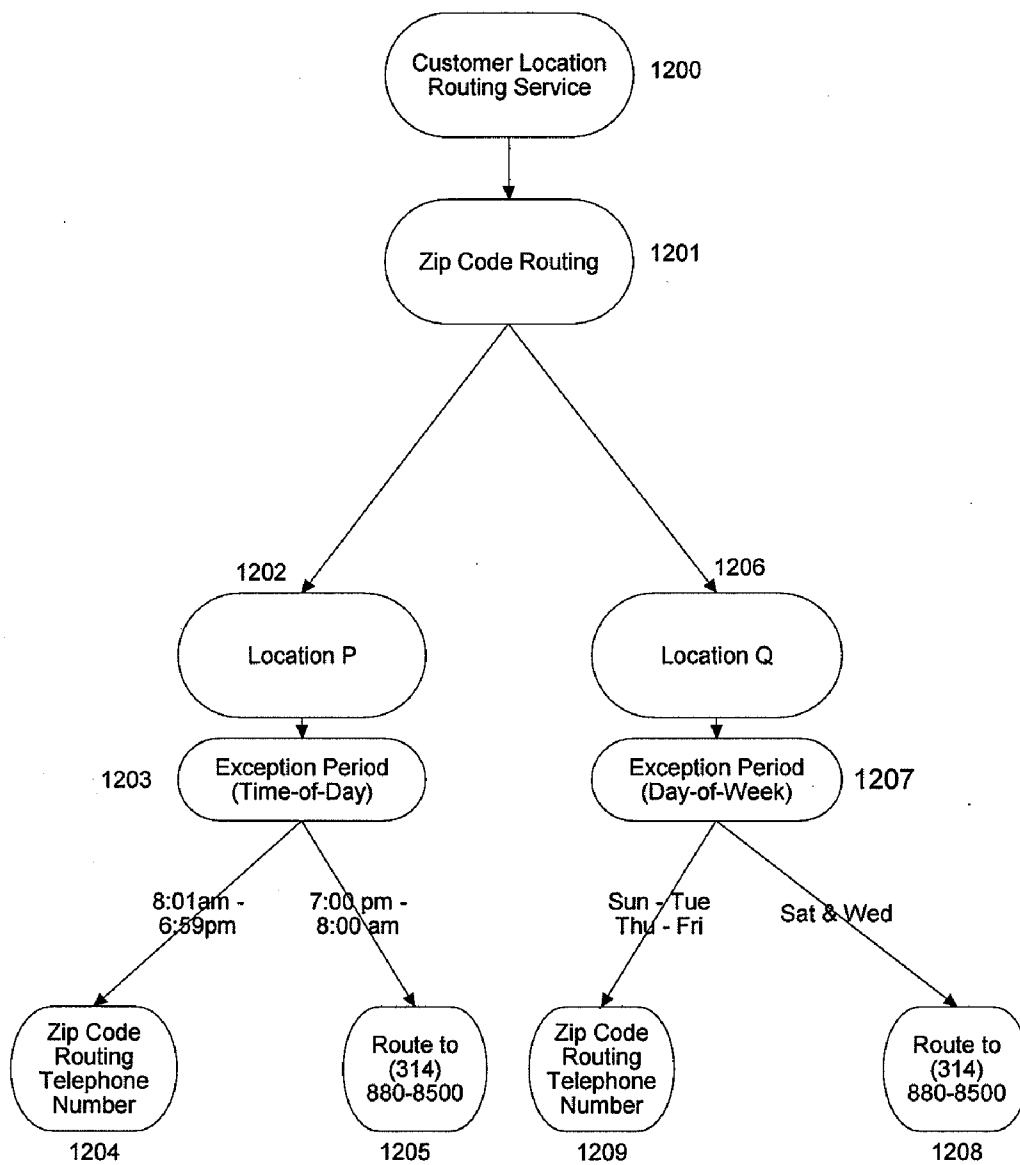 Customer Location
Routing Service
1200
Zip Code Routing
1201
1202
1206
Location P
Location Q
1203
Exception Period
(Time-of-Day)
Exception Period
(Day-of-Week)
1207
8:01am -
6:59pm
7:00 pm -
8:00 am
Sun - Tue
Thu - Fri
Sat & Wed
Zip Code
Routing
Telephone
Number
Route to
(314)
880-8500
Zip Code
Routing
Telephone
Number
Route to
(314)
880-8500
1204
1205
1209
1208